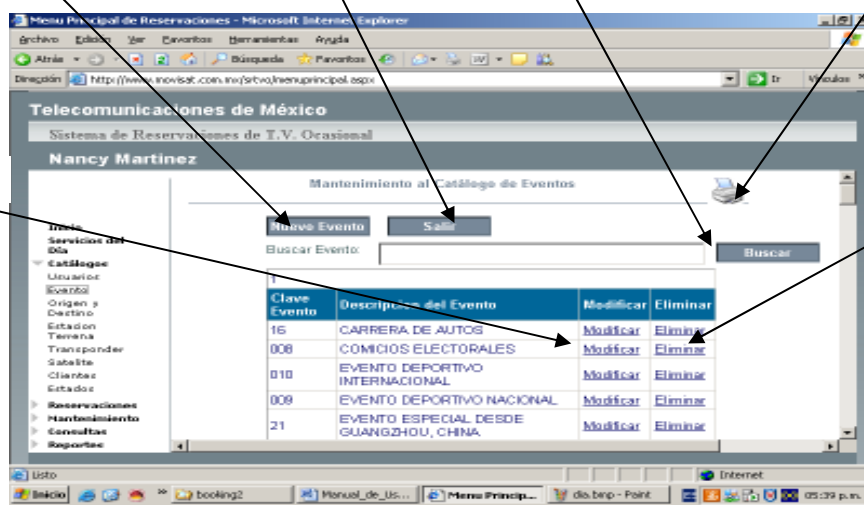 Menu Principal de Reservaciones - Microsoft Internet Explorer
Archivo Edición Ver Favoritos Herramientas Ayuda
Atrás Búsqueda Favoritos
Dirección http://www.movisat.com.mx/srtvo/menuprincipal.aspx Ir Vínculos
Telecomunicaciones de México
Sistema de Reservaciones de T.V. Ocasional
Nancy Martinez
Mantenimiento al Catálogo de Eventos
Nuevo Evento Salir
Buscar Evento: Buscar
Inicio
Servicios del
Día
Catálogos
Usuarios
Evento
Origen y
Destino
Estacion
Terrena
Transponder
Satelite
Clientes
Estados
Reservaciones
Mantenimiento
Consultas
Reportes
1
Clave Evento Descripcion del Evento Modificar Eliminar
16 CARRERA DE AUTOS Modificar Eliminar
008 COMICIOS ELECTORALES Modificar Eliminar
010 EVENTO DEPORTIVO INTERNACIONAL Modificar Eliminar
009 EVENTO DEPORTIVO NACIONAL Modificar Eliminar
21 EVENTO ESPECIAL DESDE GUANGZHOU, CHINA Modificar Eliminar
Listo Internet
Inicio booking2 Manual_de_Us... Menu Princip... dia.bmp - Paint 05:39 p.m.